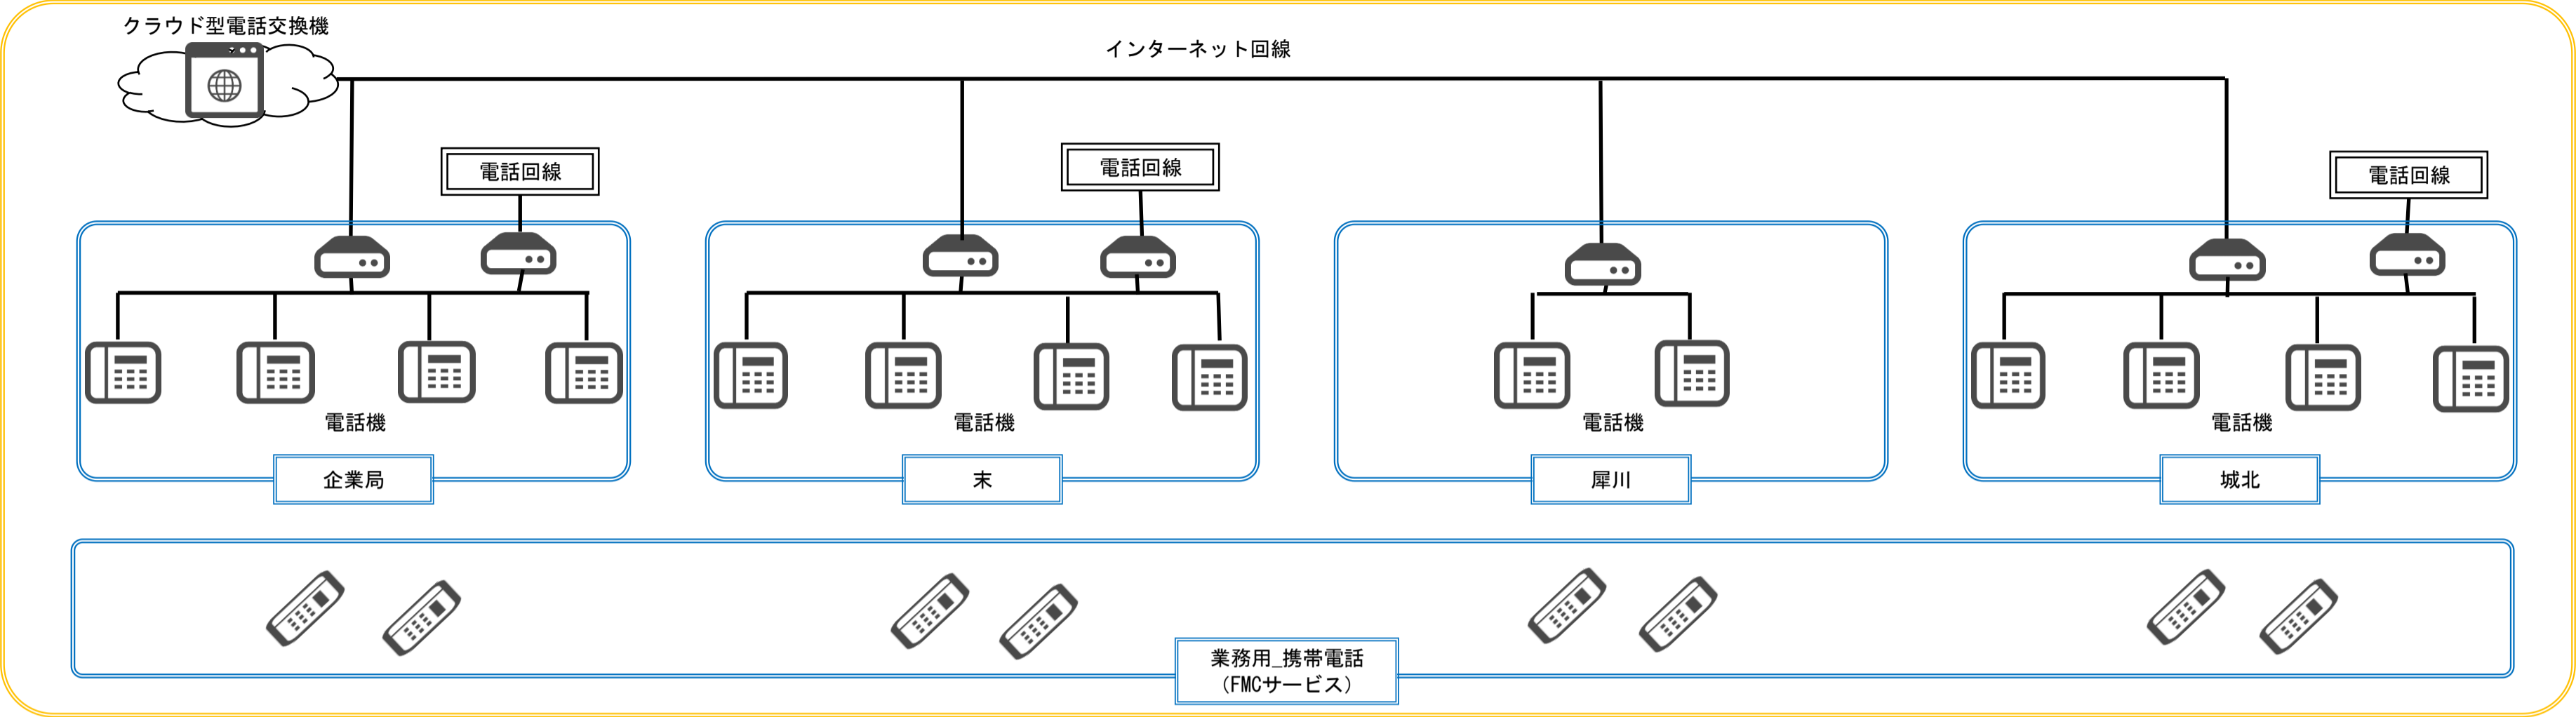 クラウド型電話交換機
インターネット回線
電話回線
電話回線
電話回線
電話機
電話機
電話機
電話機
企業局
末
犀川
城北
業務用_携帯電話
（FMCサービス）